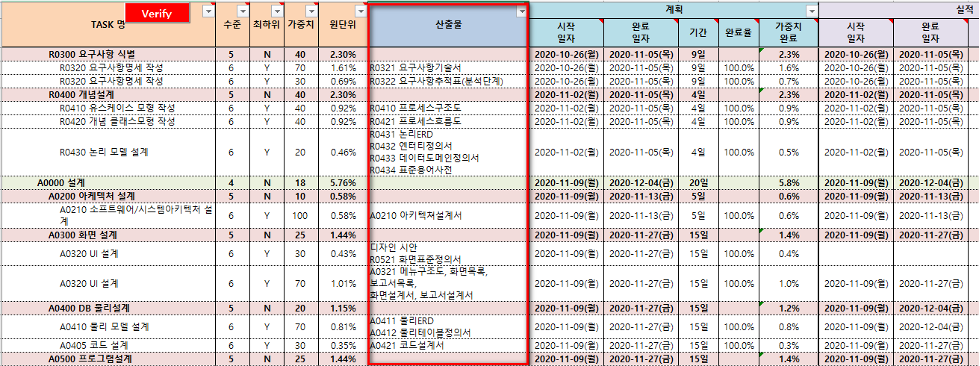 Verify
TASK 명 수준 최하위 가중치 원단위 산출물 계획 실적
시작 일자 완료 일자 기간 완료율 가중치 완료 시작 일자 완료 일자
R0300 요구사항 식별 5 N 40 2.30% 2020-10-26(월) 2020-11-05(목) 9일 2.3% 2020-10-26(월) 2020-11-05(목)
R0320 요구사항명세 작성 6 Y 70 1.61% R0321 요구사항기술서 2020-10-26(월) 2020-11-05(목) 9일 100.0% 1.6% 2020-10-26(월) 2020-11-05(목)
R0320 요구사항명세 작성 6 Y 30 0.69% R0322 요구사항추적표(분석단계) 2020-10-26(월) 2020-11-05(목) 9일 100.0% 0.7% 2020-10-26(월) 2020-11-05(목)
R0400 개념설계 5 N 40 2.30% 2020-11-02(월) 2020-11-05(목) 4일 2.3% 2020-11-02(월) 2020-11-05(목)
R0410 유스케이스 모형 작성 6 Y 40 0.92% R0410 프로세스구조도 2020-11-02(월) 2020-11-05(목) 4일 100.0% 0.9% 2020-11-02(월) 2020-11-05(목)
R0420 개념 클래스모형 작성 6 Y 40 0.92% R0421 프로세스흐름도 2020-11-02(월) 2020-11-05(목) 4일 100.0% 0.9% 2020-11-02(월) 2020-11-05(목)
R0430 논리 모델 설계 6 Y 20 0.46% R0431 논리ERD
R0432 엔터티정의서
R0433 데이터도메인정의서
R0434 표준용어사전 2020-11-02(월) 2020-11-05(목) 4일 100.0% 0.5% 2020-11-02(월) 2020-11-05(목)
A0000 설계 4 N 18 5.76% 2020-11-09(월) 2020-12-04(금) 20일 5.8% 2020-11-09(월) 2020-12-04(금)
A0200 아키텍처 설계 5 N 10 0.58% 2020-11-09(월) 2020-11-13(금) 5일 0.6% 2020-11-09(월) 2020-11-13(금)
A0210 소프트웨어/시스템아키텍처 설계 6 Y 100 0.58% A0210 아키텍쳐설계서 2020-11-09(월) 2020-11-13(금) 5일 100.0% 0.6% 2020-11-09(월) 2020-11-13(금)
A0300 화면 설계 5 N 25 1.44% 2020-11-09(월) 2020-11-27(금) 15일 1.4% 2020-11-09(월) 2020-11-27(금)
A0320 UI 설계 6 Y 30 0.43% 디자인 시안
R0521 화면표준정의서 2020-11-09(월) 2020-11-27(금) 15일 100.0% 0.4%
A0320 UI 설계 6 Y 70 1.01% A0321 메뉴구조도, 화면목록,
보고서목록,
화면설계서, 보고서설계서 2020-11-09(월) 2020-11-27(금) 15일 100.0% 1.0% 2020-11-09(월) 2020-11-27(금)
A0400 DB 물리설계 5 N 20 1.15% 2020-11-09(월) 2020-11-27(금) 15일 1.2% 2020-11-09(월) 2020-12-04(금)
A0410 물리 모델 설계 6 Y 70 0.81% A0411 물리ERD
A0412 물리테이블정의서 2020-11-09(월) 2020-11-27(금) 15일 100.0% 0.8% 2020-11-09(월) 2020-12-04(금)
A0405 코드 설계 6 Y 30 0.35% A0421 코드설계서 2020-11-09(월) 2020-11-27(금) 15일 100.0% 0.3% 2020-11-09(월) 2020-11-27(금)
A0500 프로그램설계 5 N 25 1.44% 2020-11-09(월) 2020-11-27(금) 15일 1.4% 2020-11-09(월) 2020-11-27(금)